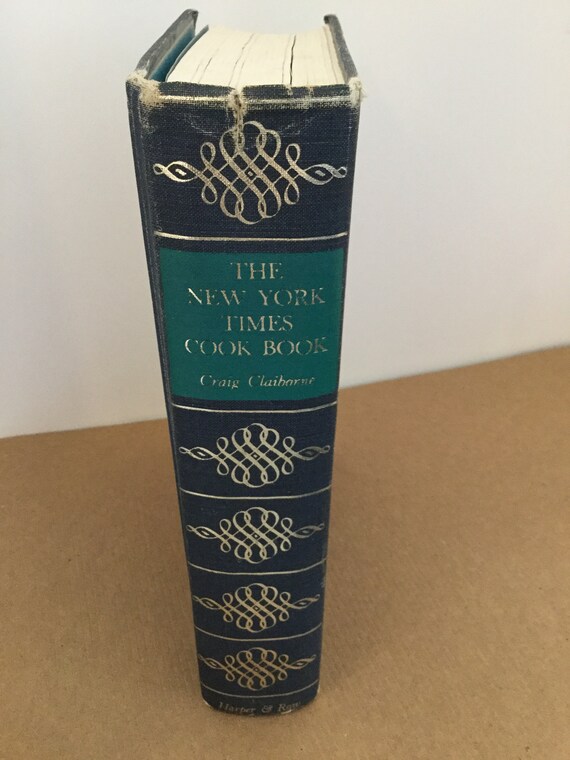 THE
NEW YORK
TIMES
COOK BOOK
Craig Claiborne
Harper & Row